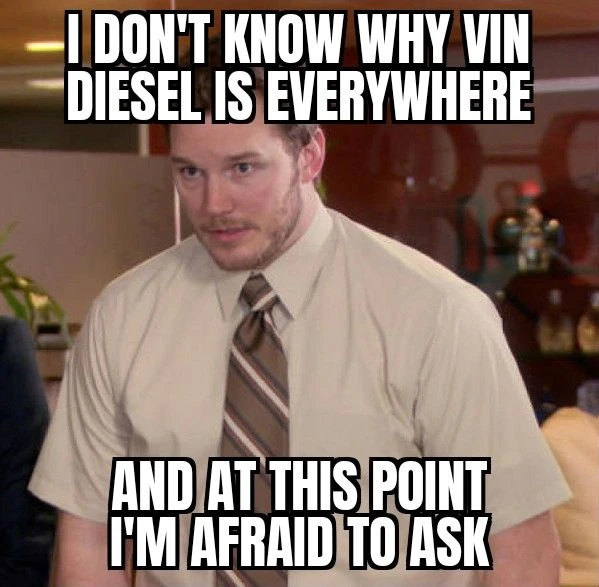 I DON'T KNOW WHY VIN
DIESEL IS EVERYWHERE
AND AT THIS POINT
I'M AFRAID TO ASK